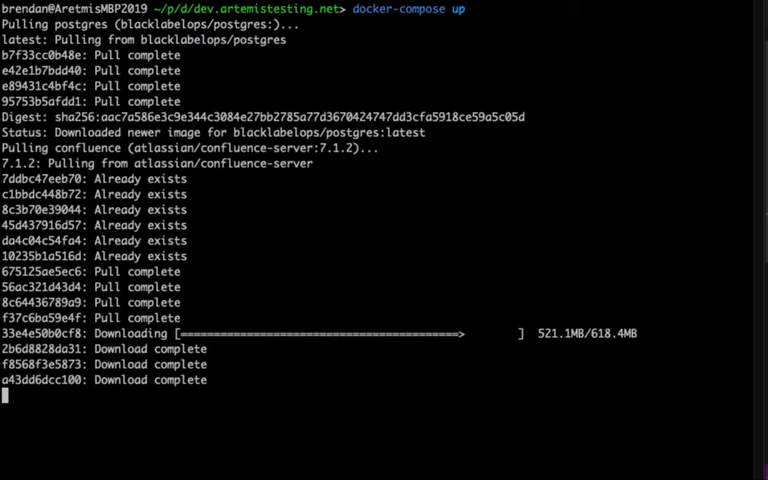 brendan@AretmisMBP2019 ~/p/d/dev.artemistesting.net> docker-compose up
Pulling postgres (blacklabelops/postgres:)...
latest: Pulling from blacklabelops/postgres
b7f33cc0b48e: Pull complete
e42e1b7bdd40: Pull complete
e89431c4bf4c: Pull complete
95753b5afdd1: Pull complete
Digest: sha256:aac7a586e3c9e344c3084e27bb2785a77d3670424747dd3cfa5918ce59a5c05d
Status: Downloaded newer image for blacklabelops/postgres:latest
Pulling confluence (atlassian/confluence-server:7.1.2)...
7.1.2: Pulling from atlassian/confluence-server
7ddbc47eeb70: Already exists
c1bbdc448b72: Already exists
8c3b70e39044: Already exists
45d437916d57: Already exists
da4c04c54fa4: Already exists
10235b1a516d: Already exists
675125ae5ec6: Pull complete
56ac321d43d4: Pull complete
8c64436789a9: Pull complete
f37c6ba59e4f: Pull complete
33e4e50b0cf8: Downloading [===========================================>       ]  521.1MB/618.4MB
2b6d8828da31: Download complete
f8568f3e5873: Download complete
a43dd6dcc100: Download complete